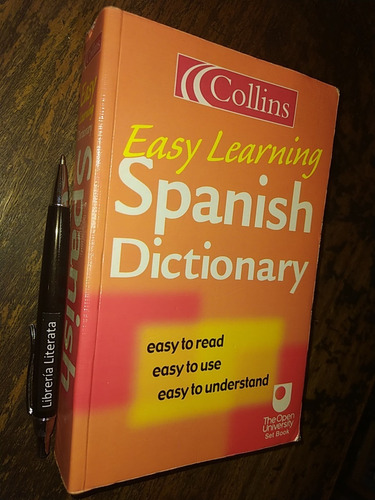 Collins
Easy Learning
Spanish
Dictionary
easy to read
easy to use
easy to understand
The Open
University
Set Book
Spanish
Librería Literata